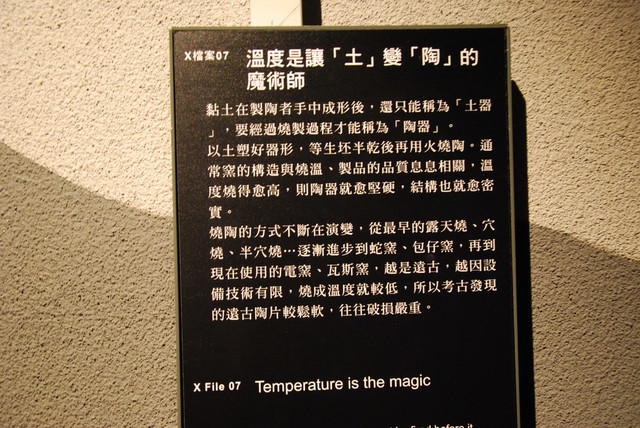 X檔案07 溫度是讓「土」變「陶」的
魔術師
黏土在製陶者手中成形後，還只能稱為「土器
」，要經過燒製過程才能稱為「陶器」。
以土塑好器形，等生坯半乾後再用火燒陶。通
常窯的構造與燒溫、製品的品質息息相關，溫
度燒得愈高，則陶器就愈堅硬，結構也就愈密
實。
燒陶的方式不斷在演變，從最早的露天燒、穴
燒、半穴燒…逐漸進步到蛇窯、包仔窯，再到
現在使用的電窯、瓦斯窯，越是遠古，越因設
備技術有限，燒成溫度就較低，所以考古發現
的遠古陶片較鬆軟，往往破損嚴重。
X File 07 Temperature is the magic
before it